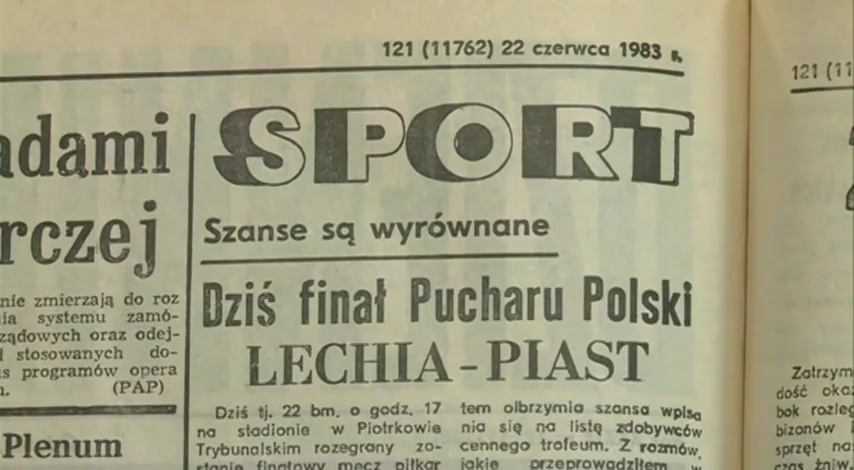 121 (11762) 22 czerwca 1983 r.
adami
rczej
nie zmierzają do roz
ia systemu zamó-
ządowych oraz odej-
stosowanych do-
s programów opera
(PAP)
Plenum
SPORT
Szanse są wyrównane
Dziś finał Pucharu Polski
LECHIA-PIAST
Dziś tj. 22 bm. o godz. 17
na stadionie w Piotrkowie
Trybunalskim rozegrany zo-
stanie finałowy mecz piłkar
tem olbrzymia szansa wpisa
nia się na listę zdobywców
cennego trofeum. Z rozmów,
jakie przeprowadziłem w
121 (11
Zatrzym
dość oka
bok rozleg
bizonów i
sprzęt na
czas żniw